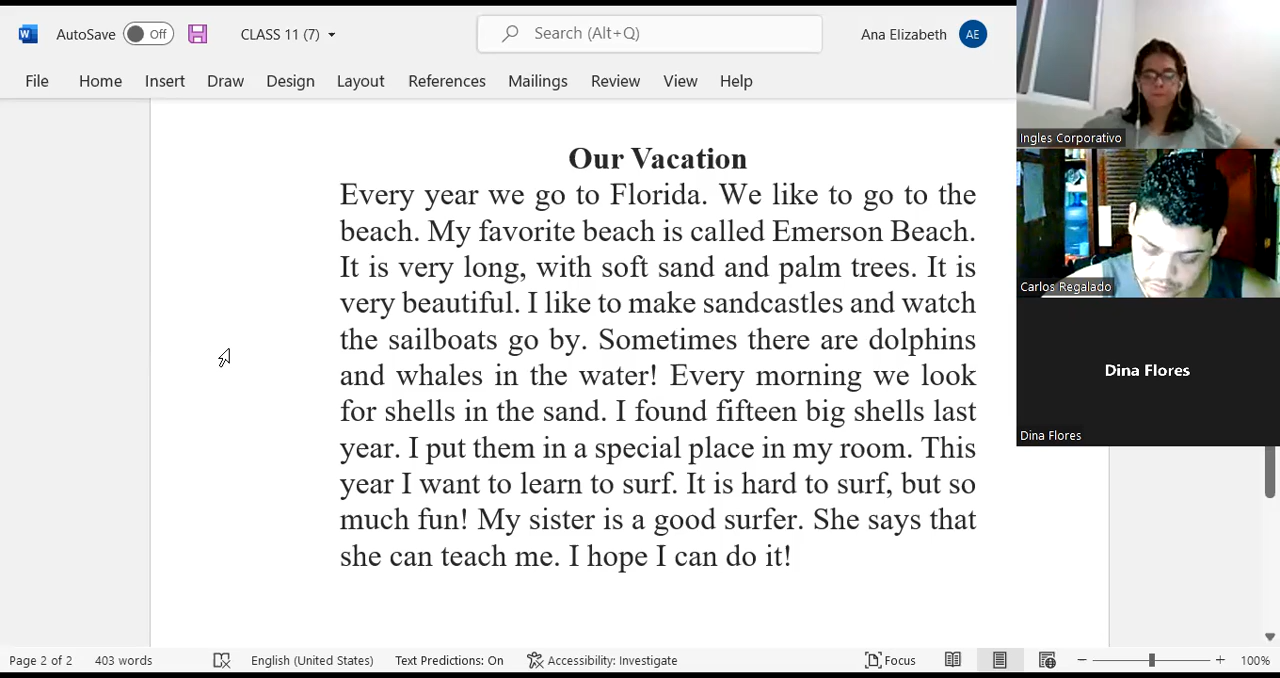 AutoSave Off CLASS 11 (7) Search (Alt+Q) Ana Elizabeth AE
File Home Insert Draw Design Layout References Mailings Review View Help
Our Vacation
Every year we go to Florida. We like to go to the
beach. My favorite beach is called Emerson Beach.
It is very long, with soft sand and palm trees. It is
very beautiful. I like to make sandcastles and watch
the sailboats go by. Sometimes there are dolphins
and whales in the water! Every morning we look
for shells in the sand. I found fifteen big shells last
year. I put them in a special place in my room. This
year I want to learn to surf. It is hard to surf, but so
much fun! My sister is a good surfer. She says that
she can teach me. I hope I can do it!
Ingles Corporativo
Carlos Regalado
Dina Flores
Dina Flores
Page 2 of 2 403 words English (United States) Text Predictions: On Accessibility: Investigate Focus 100%